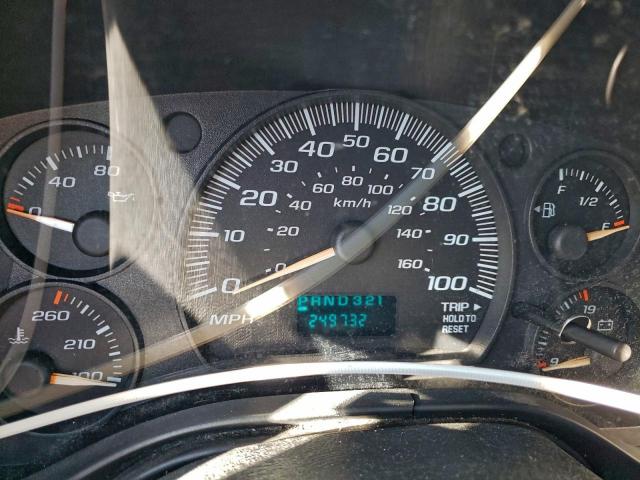 0 40 80
0 10 20 30 40 50 60 70 80 90 100
0 20 40 60 80 100 120 140 160
km/h
MPH
PRND321
249732
TRIP
HOLD TO
RESET
260
210
100
F 1/2 E
19
9